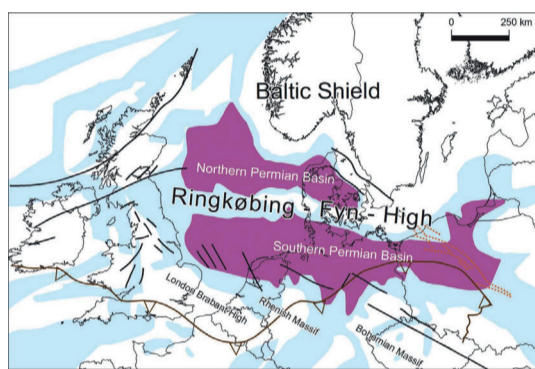 0 250 km
Baltic Shield
Northern Permian Basin
Ringkøbing - Fyn - High
Southern Permian Basin
London Brabant High
Rhenish Massif
Bohemian Massif